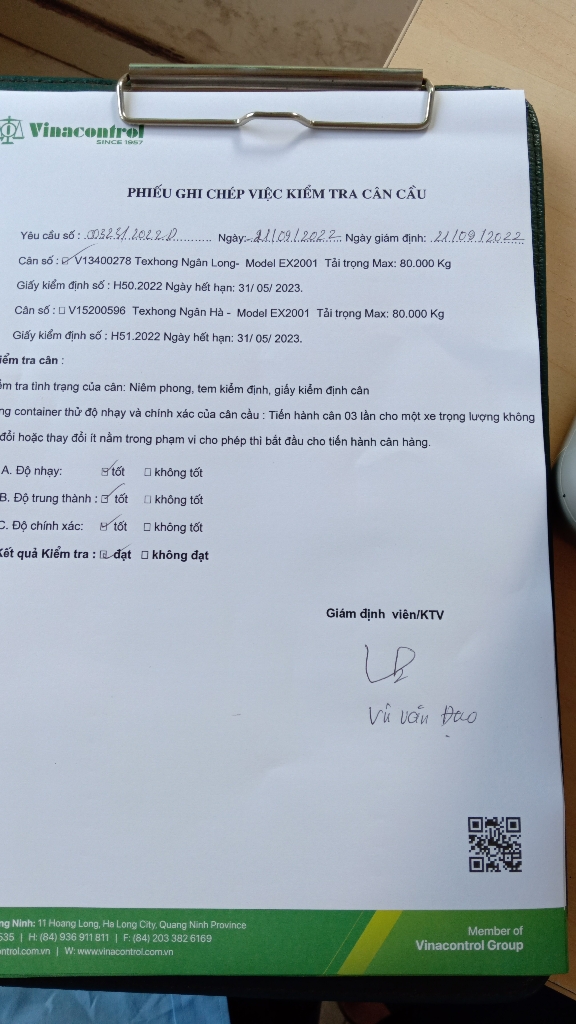 Vinacontrol
SINCE 1957
PHIẾU GHI CHÉP VIỆC KIỂM TRA CÂN CẦU
Yêu cầu số : 00323/2022.D Ngày: 21/09/2022 Ngày giám định: 21/09/2022
Cân số : ☑ V13400278 Texhong Ngân Long- Model EX2001 Tải trọng Max: 80.000 Kg
Giấy kiểm định số : H50.2022 Ngày hết hạn: 31/ 05/ 2023.
Cân số : ☐ V15200596 Texhong Ngân Hà - Model EX2001 Tải trọng Max: 80.000 Kg
Giấy kiểm định số : H51.2022 Ngày hết hạn: 31/ 05/ 2023.
iểm tra cân :
ểm tra tình trạng của cân: Niêm phong, tem kiểm định, giấy kiểm định cân
ng container thử độ nhạy và chính xác của cân cầu : Tiến hành cân 03 lần cho một xe trọng lượng không
đổi hoặc thay đổi ít nằm trong phạm vi cho phép thì bắt đầu cho tiến hành cân hàng.
A. Độ nhạy: ☑ tốt ☐ không tốt
B. Độ trung thành : ☑ tốt ☐ không tốt
C. Độ chính xác: ☑ tốt ☐ không tốt
Kết quả Kiểm tra : ☑ đạt ☐ không đạt
Giám định viên/KTV
Vũ Văn Đạo
ng Ninh: 11 Hoang Long, Ha Long City, Quang Ninh Province
535 | H: (84) 936 911 811 | F: (84) 203 382 6169
ontrol.com.vn | W: www.vinacontrol.com.vn
Member of
Vinacontrol Group